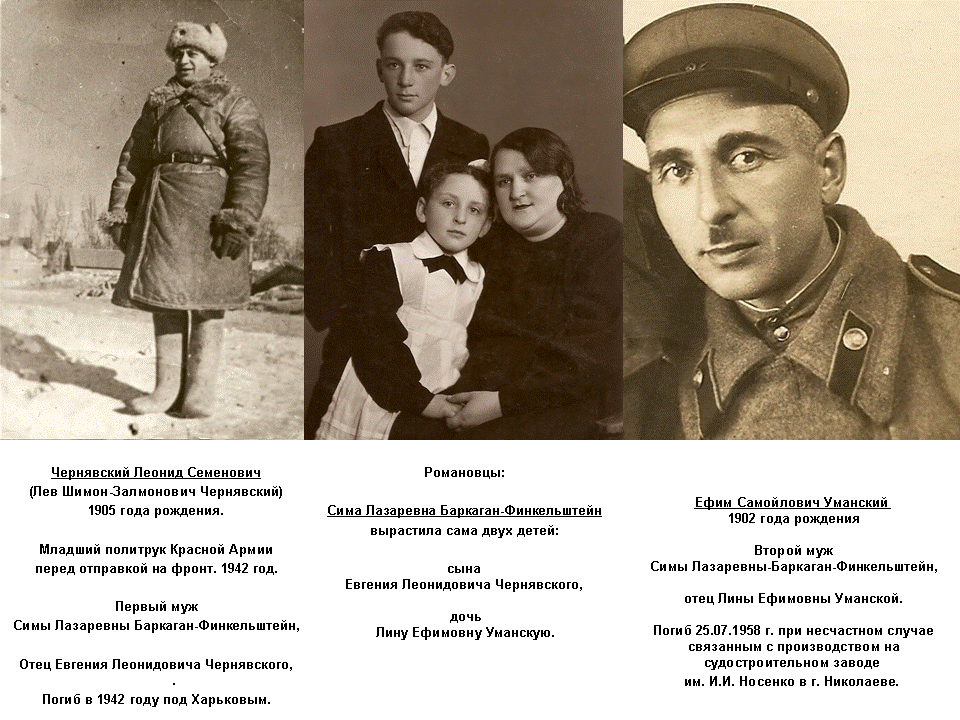 Чернявский Леонид Семенович
(Лев Шимон-Залмонович Чернявский)
1905 года рождения.
Младший политрук Красной Армии
перед отправкой на фронт. 1942 год.
Первый муж
Симы Лазаревны Баркаган-Финкельштейн,
Отец Евгения Леонидовича Чернявского,
.
Погиб в 1942 году под Харьковым.
Романовцы:
Сима Лазаревна Баркаган-Финкельштейн
вырастила сама двух детей:
сына
Евгения Леонидовича Чернявского,
дочь
Лину Ефимовну Уманскую.
Ефим Самойлович Уманский
1902 года рождения
Второй муж
Симы Лазаревны-Баркаган-Финкельштейн,
отец Лины Ефимовны Уманской.
Погиб 25.07.1958 г. при несчастном случае
связанным с производством на
судостроительном заводе
им. И.И. Носенко в г. Николаеве.